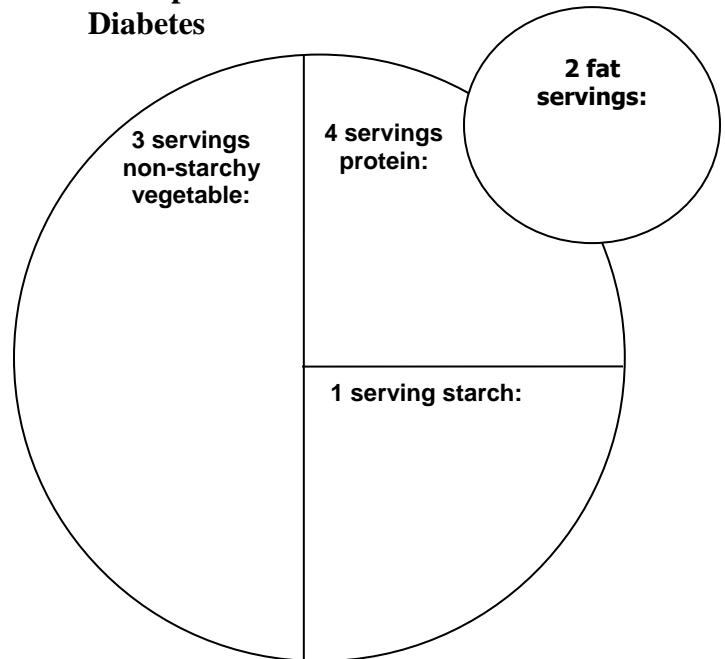 Diabetes
2 fat
servings:
3 servings
non-starchy
vegetable:
4 servings
protein:
1 serving starch: